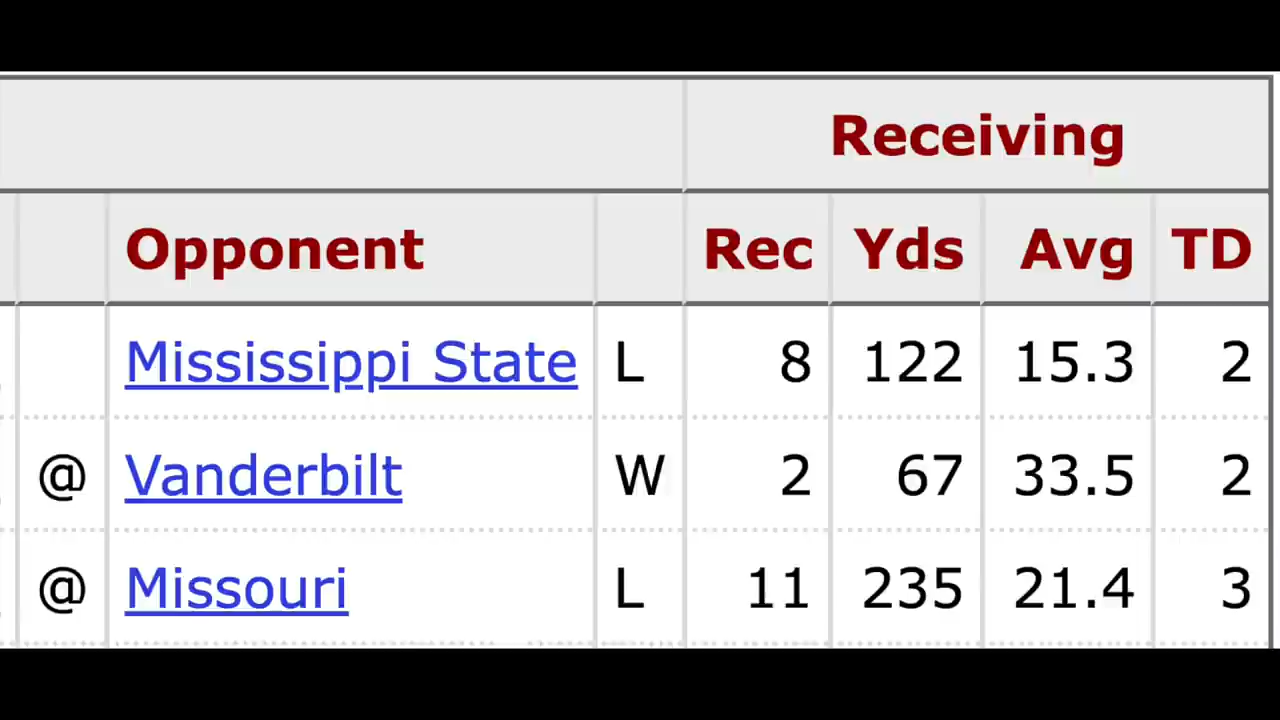 Receiving
Opponent Rec Yds Avg TD
Mississippi State L 8 122 15.3 2
@ Vanderbilt W 2 67 33.5 2
@ Missouri L 11 235 21.4 3